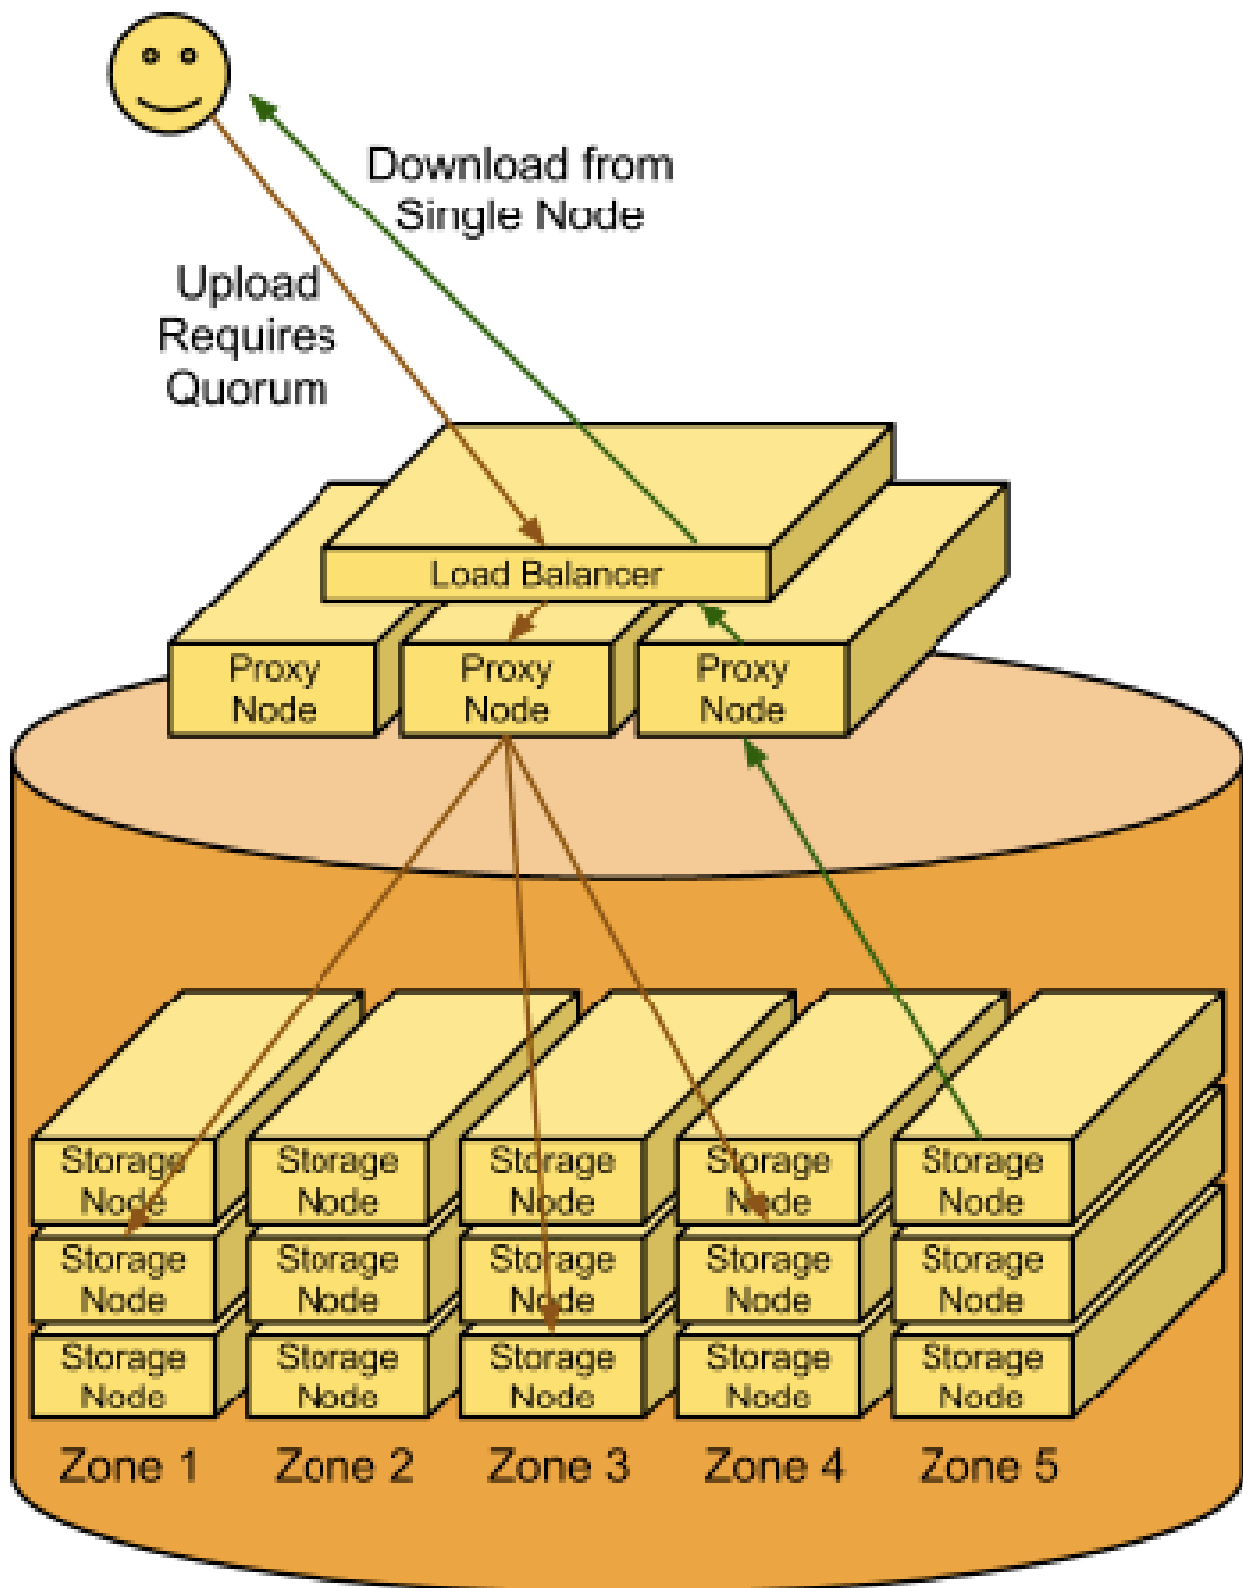 Download from
Single Node
Upload
Requires
Quorum
Load Balancer
Proxy
Node
Proxy
Node
Proxy
Node
Storage
Node
Storage
Node
Storage
Node
Storage
Node
Storage
Node
Storage
Node
Storage
Node
Storage
Node
Storage
Node
Storage
Node
Storage
Node
Storage
Node
Storage
Node
Storage
Node
Storage
Node
Zone 1
Zone 2
Zone 3
Zone 4
Zone 5